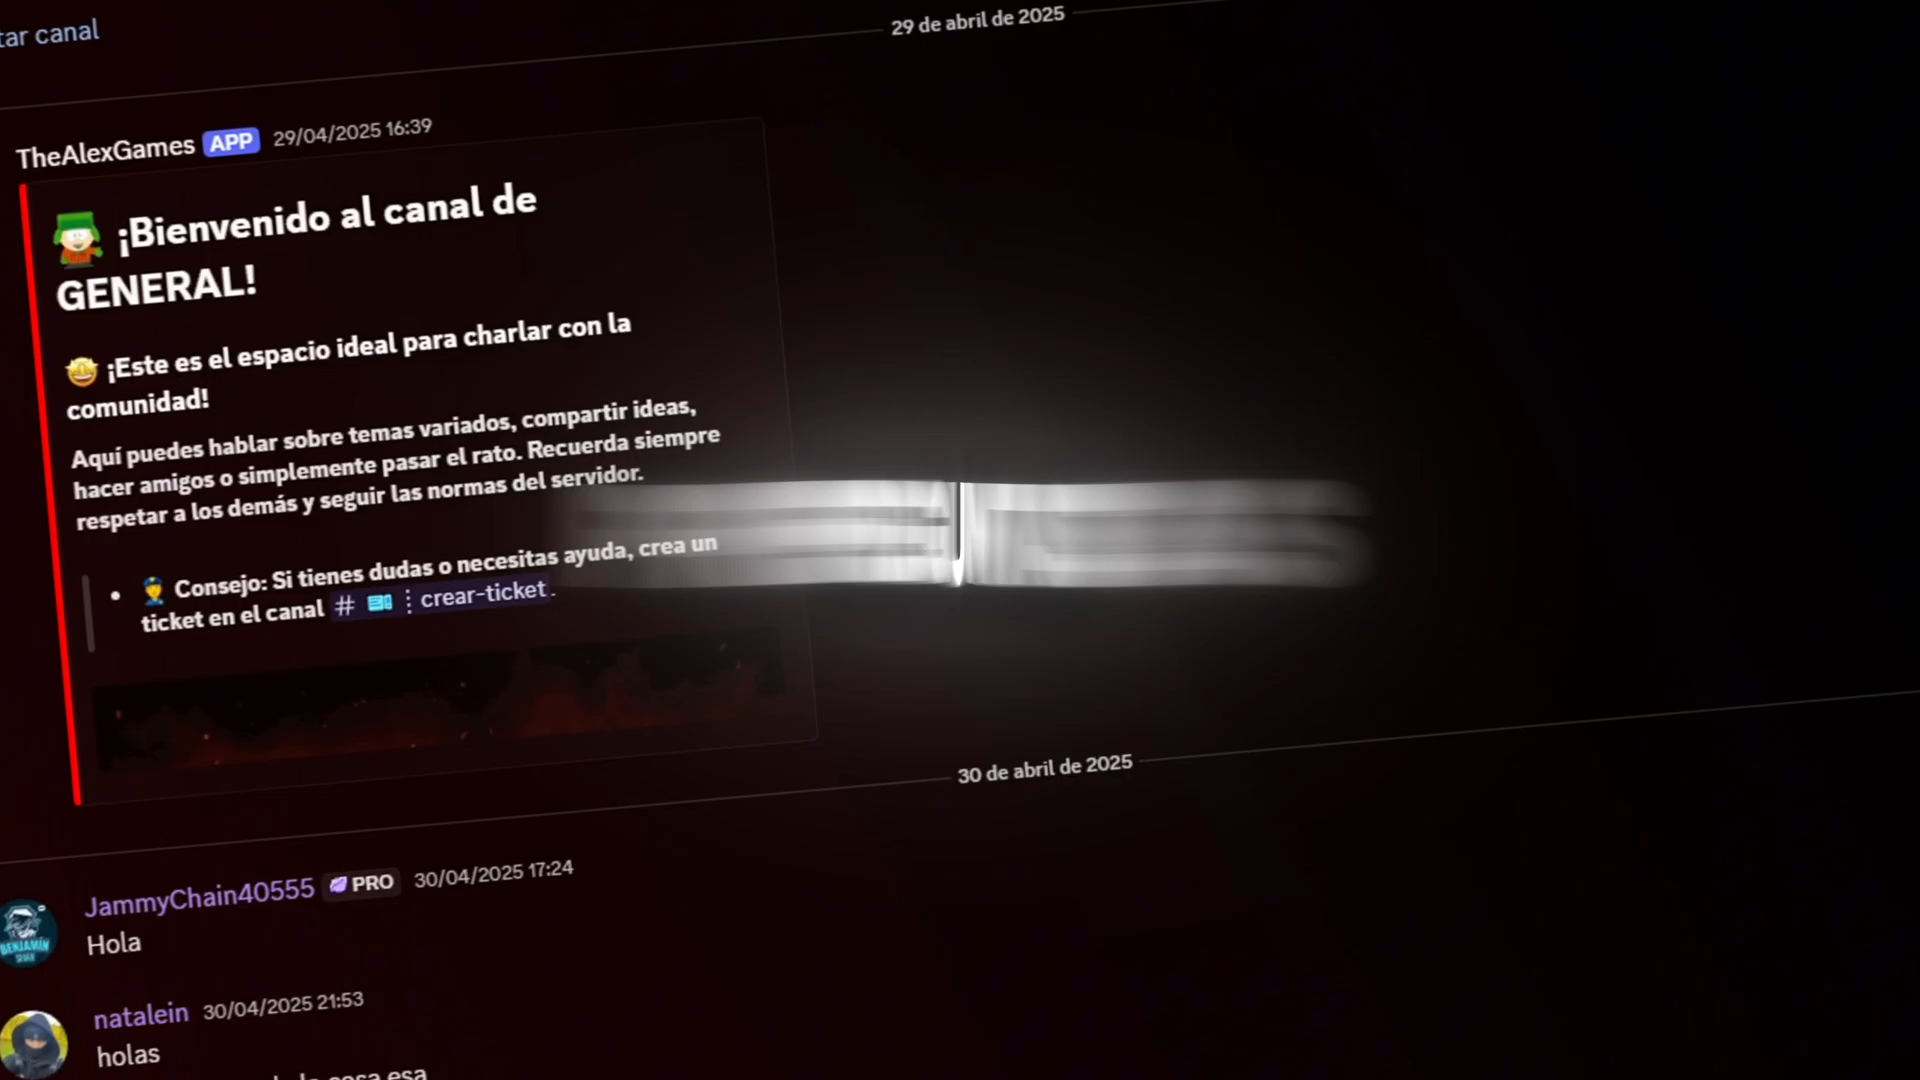 tar canal
29 de abril de 2025
TheAlexGames APP 29/04/2025 16:39
¡Bienvenido al canal de
GENERAL!
¡Este es el espacio ideal para charlar con la
comunidad!
Aquí puedes hablar sobre temas variados, compartir ideas,
hacer amigos o simplemente pasar el rato. Recuerda siempre
respetar a los demás y seguir las normas del servidor.
• Consejo: Si tienes dudas o necesitas ayuda, crea un
ticket en el canal # ⋮ crear-ticket.
30 de abril de 2025
JammyChain40555 PRO 30/04/2025 17:24
Hola
BENJAMÍN
natalein 30/04/2025 21:53
holas
cosa esa